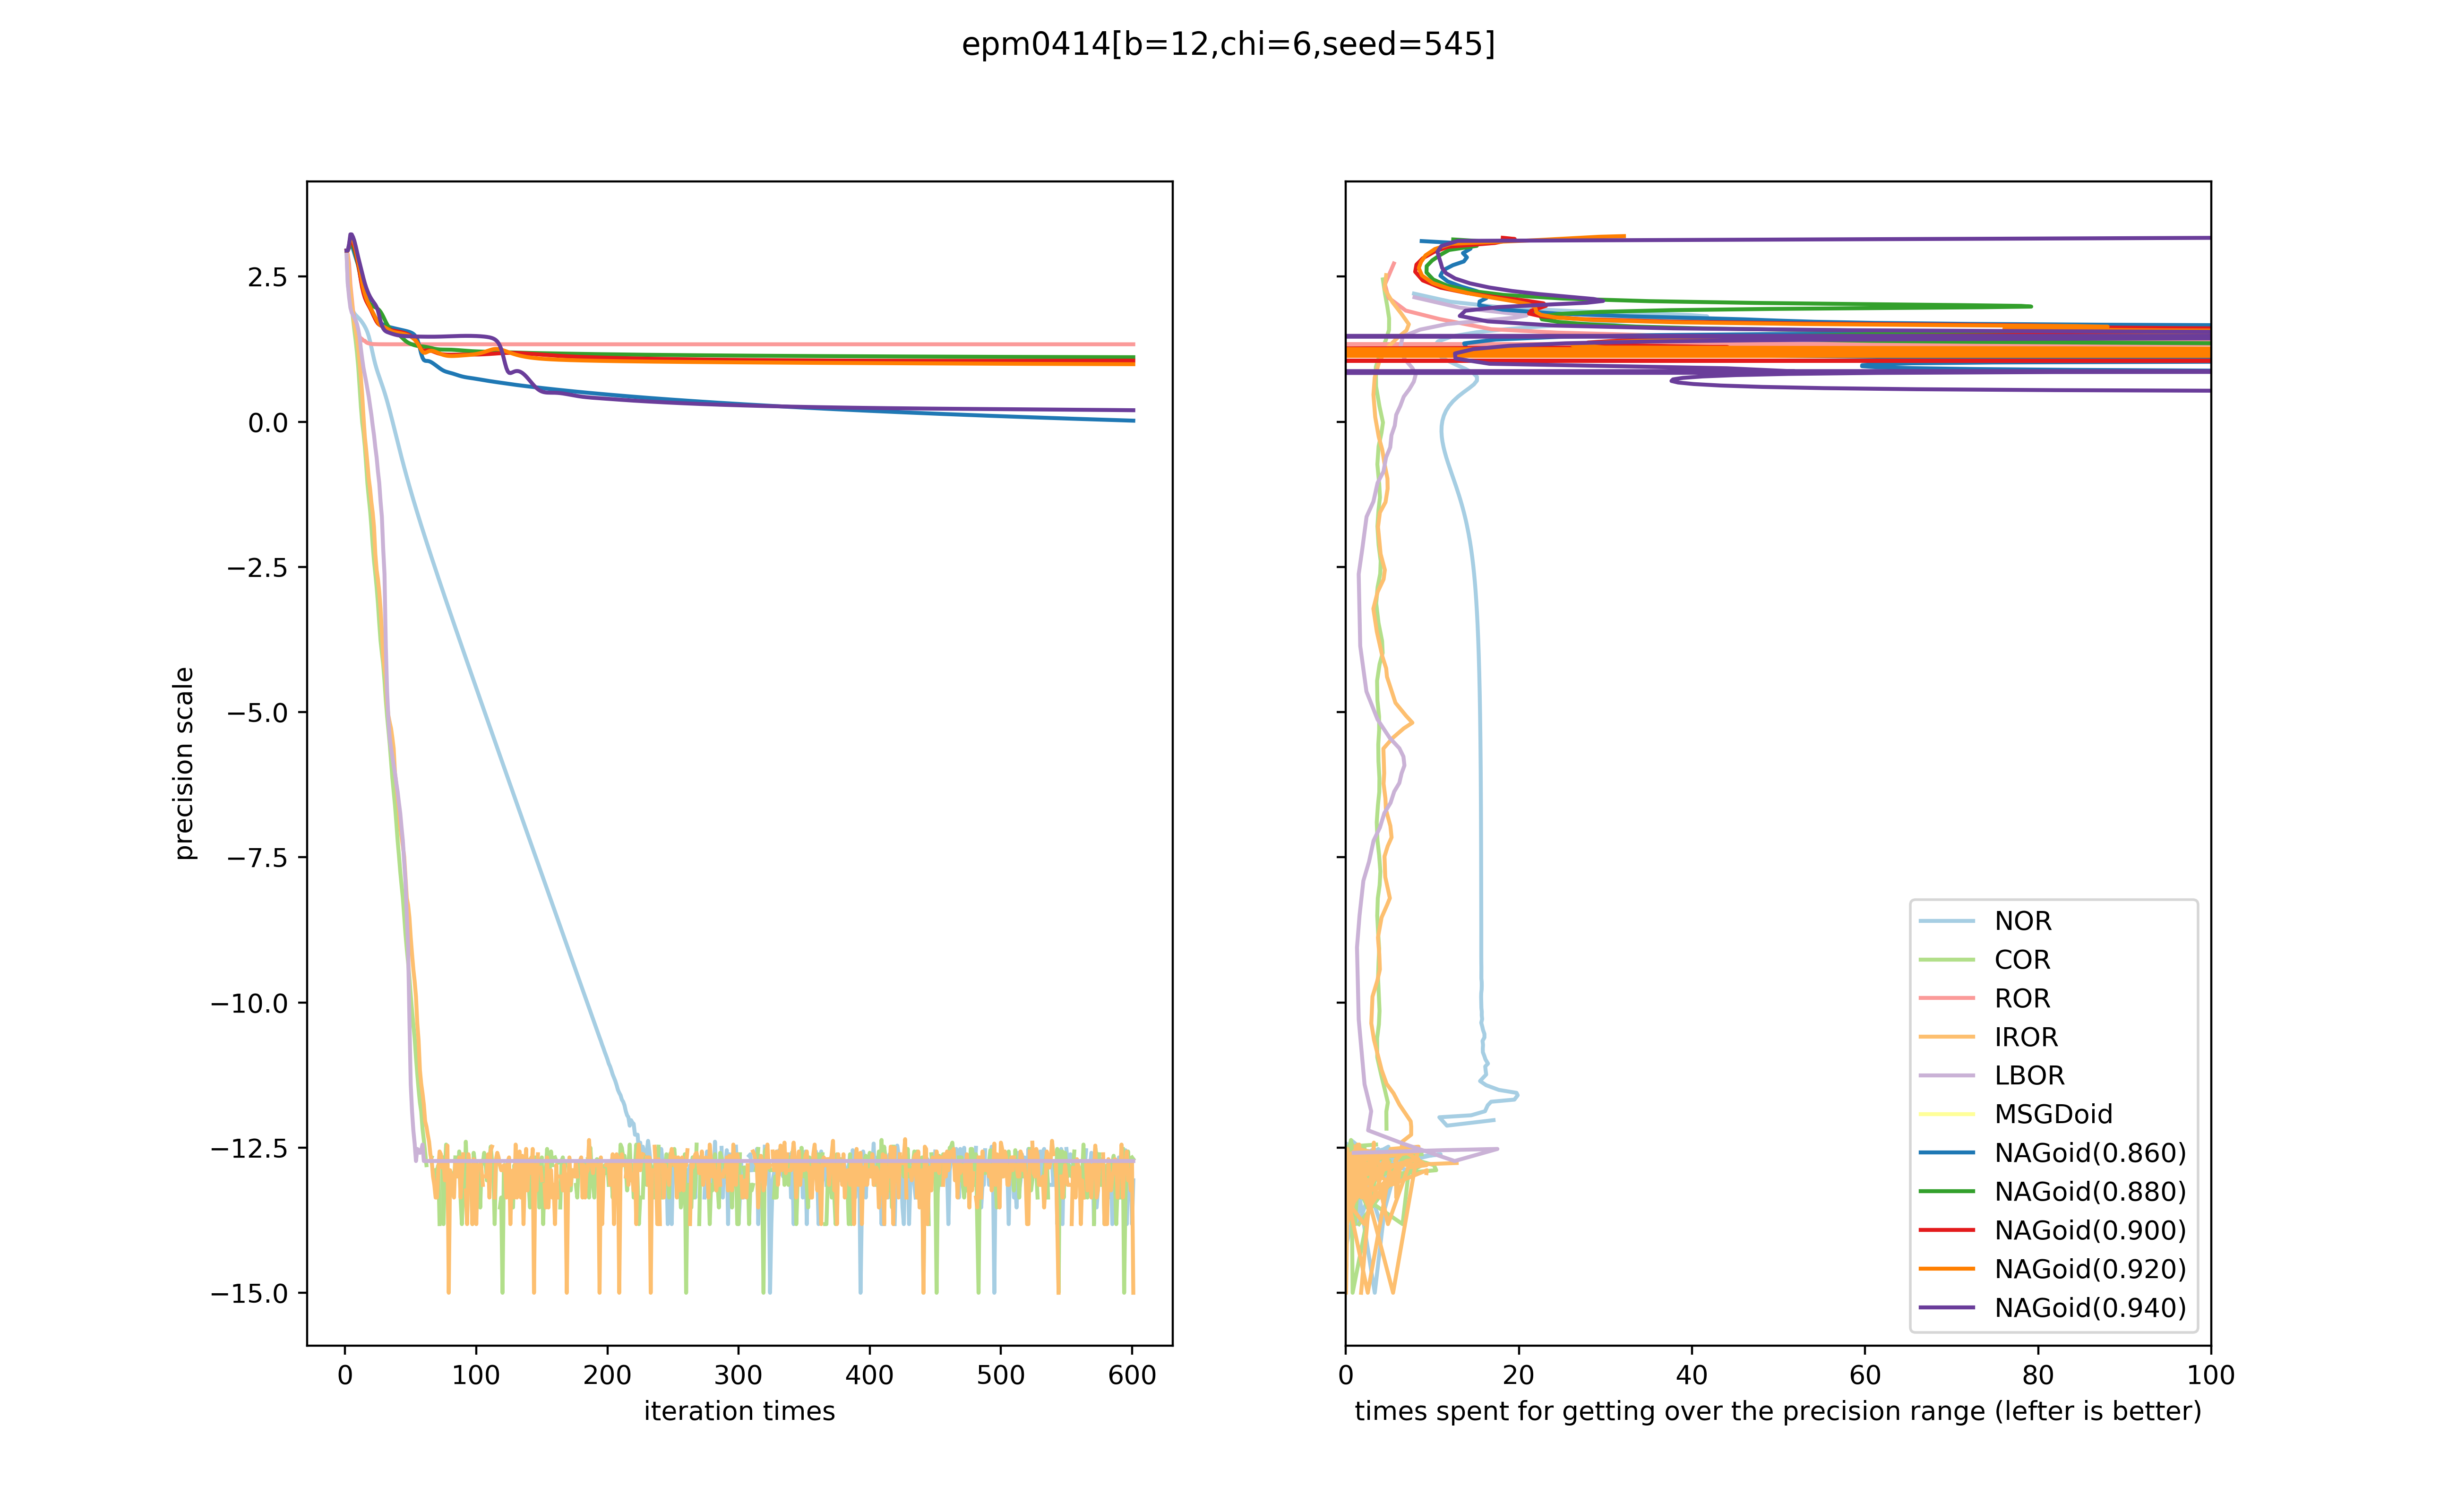 epm0414[b=12,chi=6,seed=545]
precision scale
2.5
0.0
−2.5
−5.0
−7.5
−10.0
−12.5
−15.0
0 100 200 300 400 500 600
iteration times
0 20 40 60 80 100
times spent for getting over the precision range (lefter is better)
NOR
COR
ROR
IROR
LBOR
MSGDoid
NAGoid(0.860)
NAGoid(0.880)
NAGoid(0.900)
NAGoid(0.920)
NAGoid(0.940)